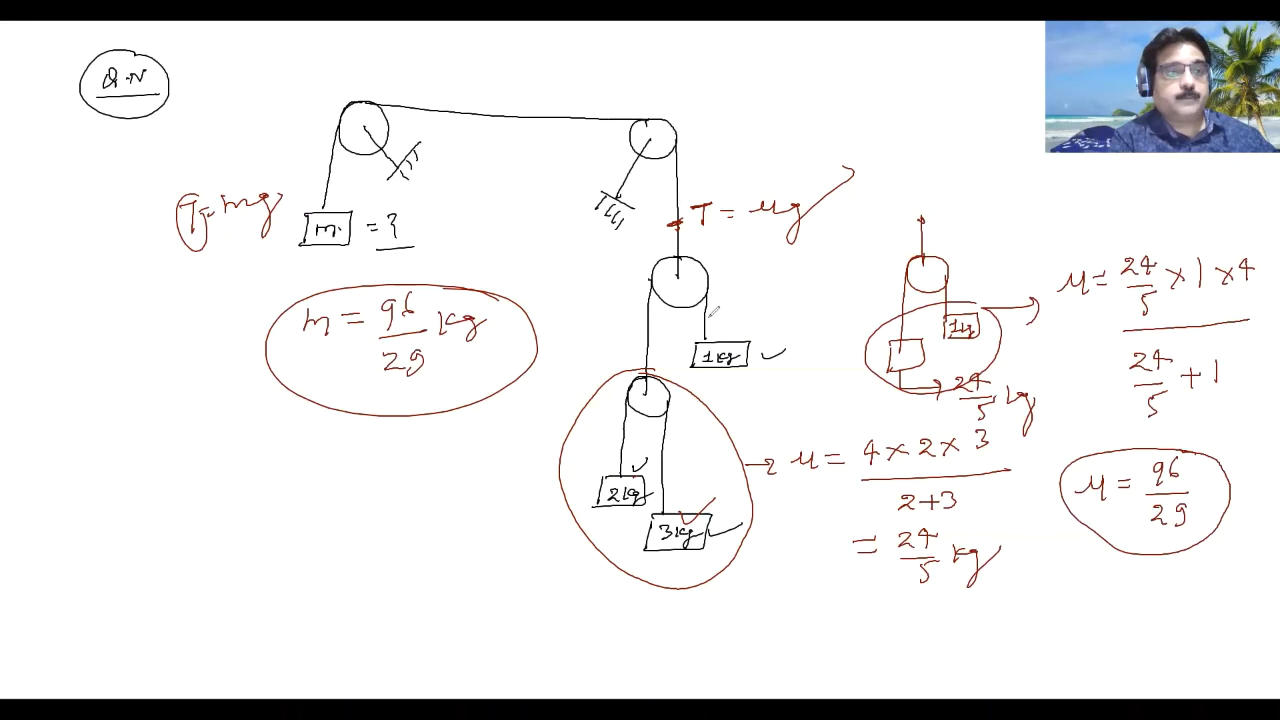 Q.N
T = mg
m = ?
m = 96/29 kg
T = μg
1kg
2kg
3kg
μ = 4 × 2 × 3 / 2+3
= 24/5 kg
1kg
24/5 kg
μ = 24/5 × 1 × 4 / 24/5 + 1
μ = 96/29